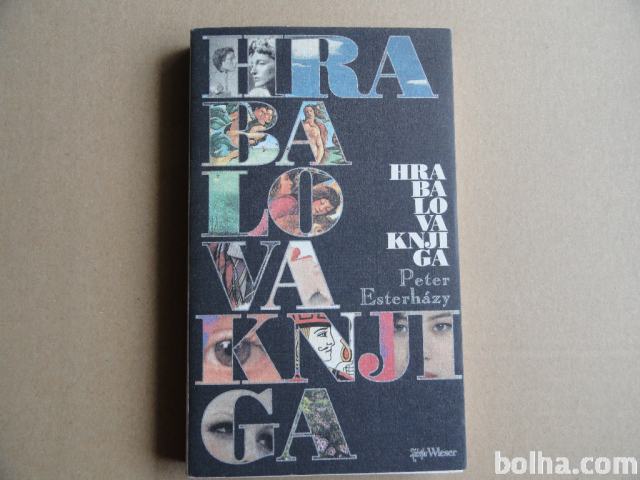 HRA
BA
LO
VA
KNJI
GA
HRA
BA
LO
VA
KNJI
GA
Peter
Esterházy
Wieser
bolha.com